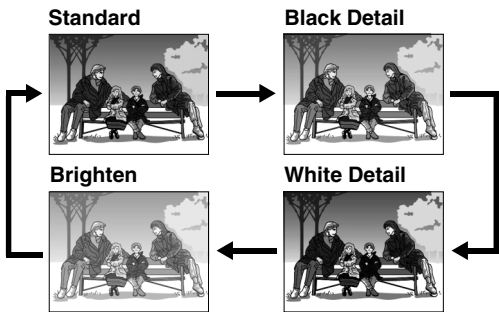 Standard
Black Detail
Brighten
White Detail